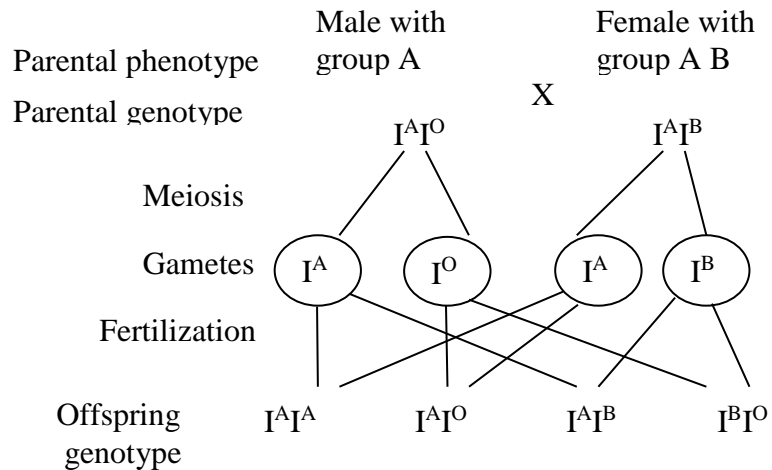 Male with Female with
Parental phenotype group A group A B
X
Parental genotype
IᴬIᴼ IᴬIᴮ
Meiosis
Gametes Iᴬ Iᴼ Iᴬ Iᴮ
Fertilization
Offspring IᴬIᴬ IᴬIᴼ IᴬIᴮ IᴮIᴼ
genotype